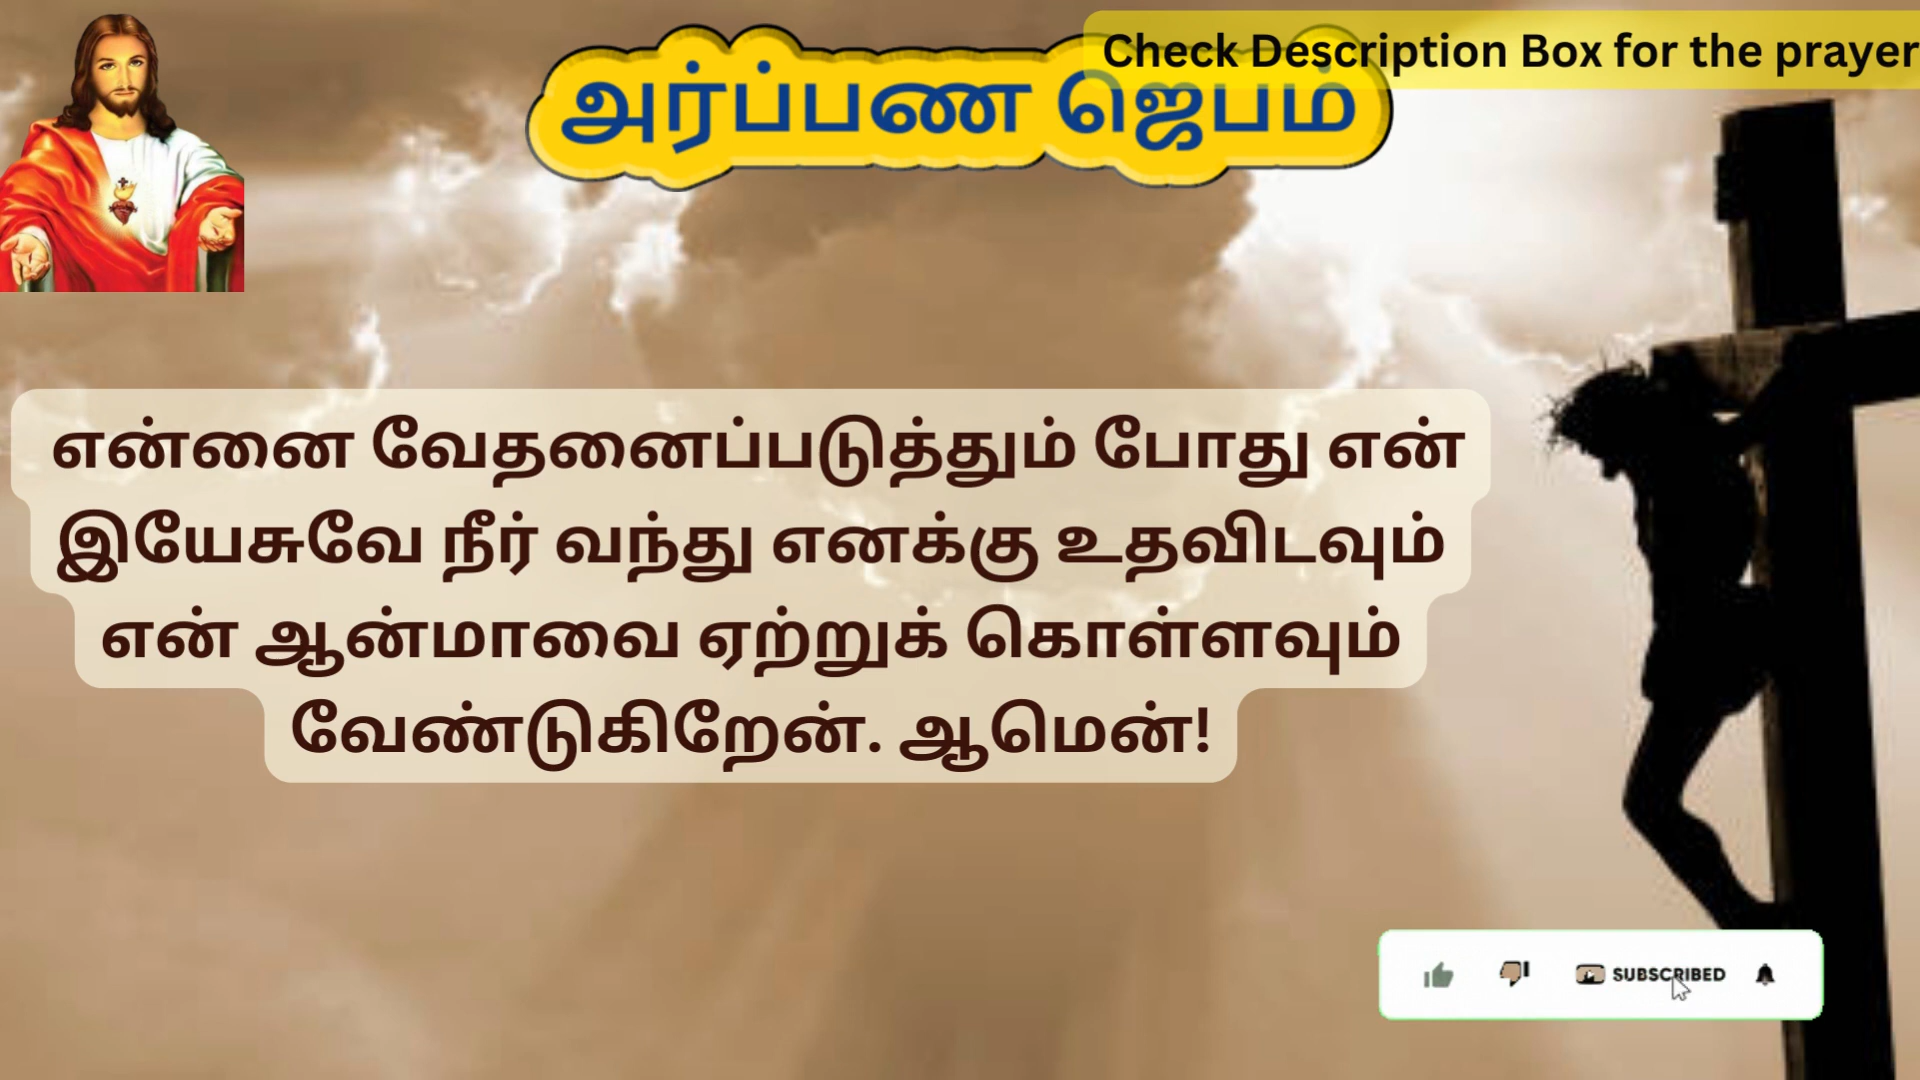 Check Description Box for the prayer
அர்ப்பண ஜெபம்
என்னை வேதனைப்படுத்தும் போது என்
இயேசுவே நீர் வந்து எனக்கு உதவிடவும்
என் ஆன்மாவை ஏற்றுக் கொள்ளவும்
வேண்டுகிறேன். ஆமென்!
SUBSCRIBED